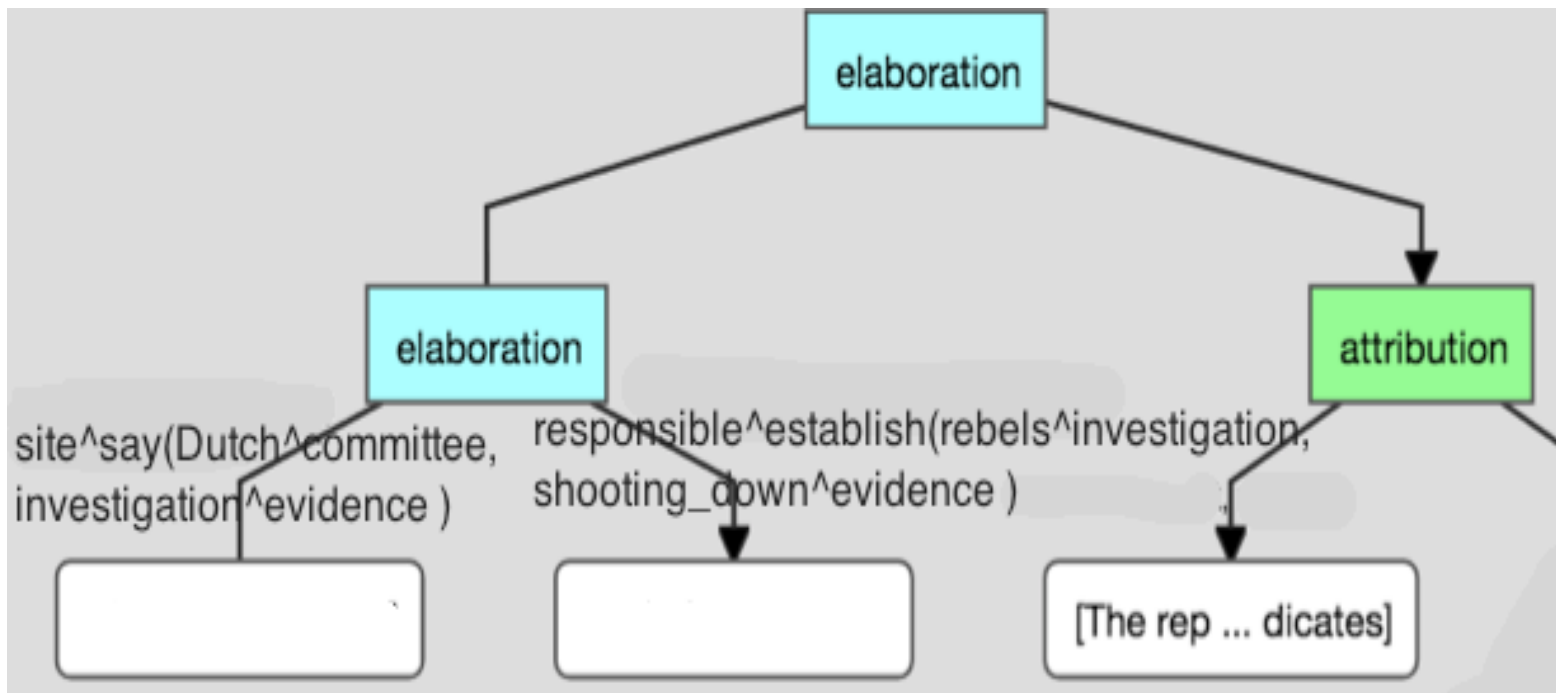 elaboration
elaboration
attribution
site^say(Dutch^committee,
investigation^evidence )
responsible^establish(rebels^investigation,
shooting_down^evidence )
[The rep ... dicates]